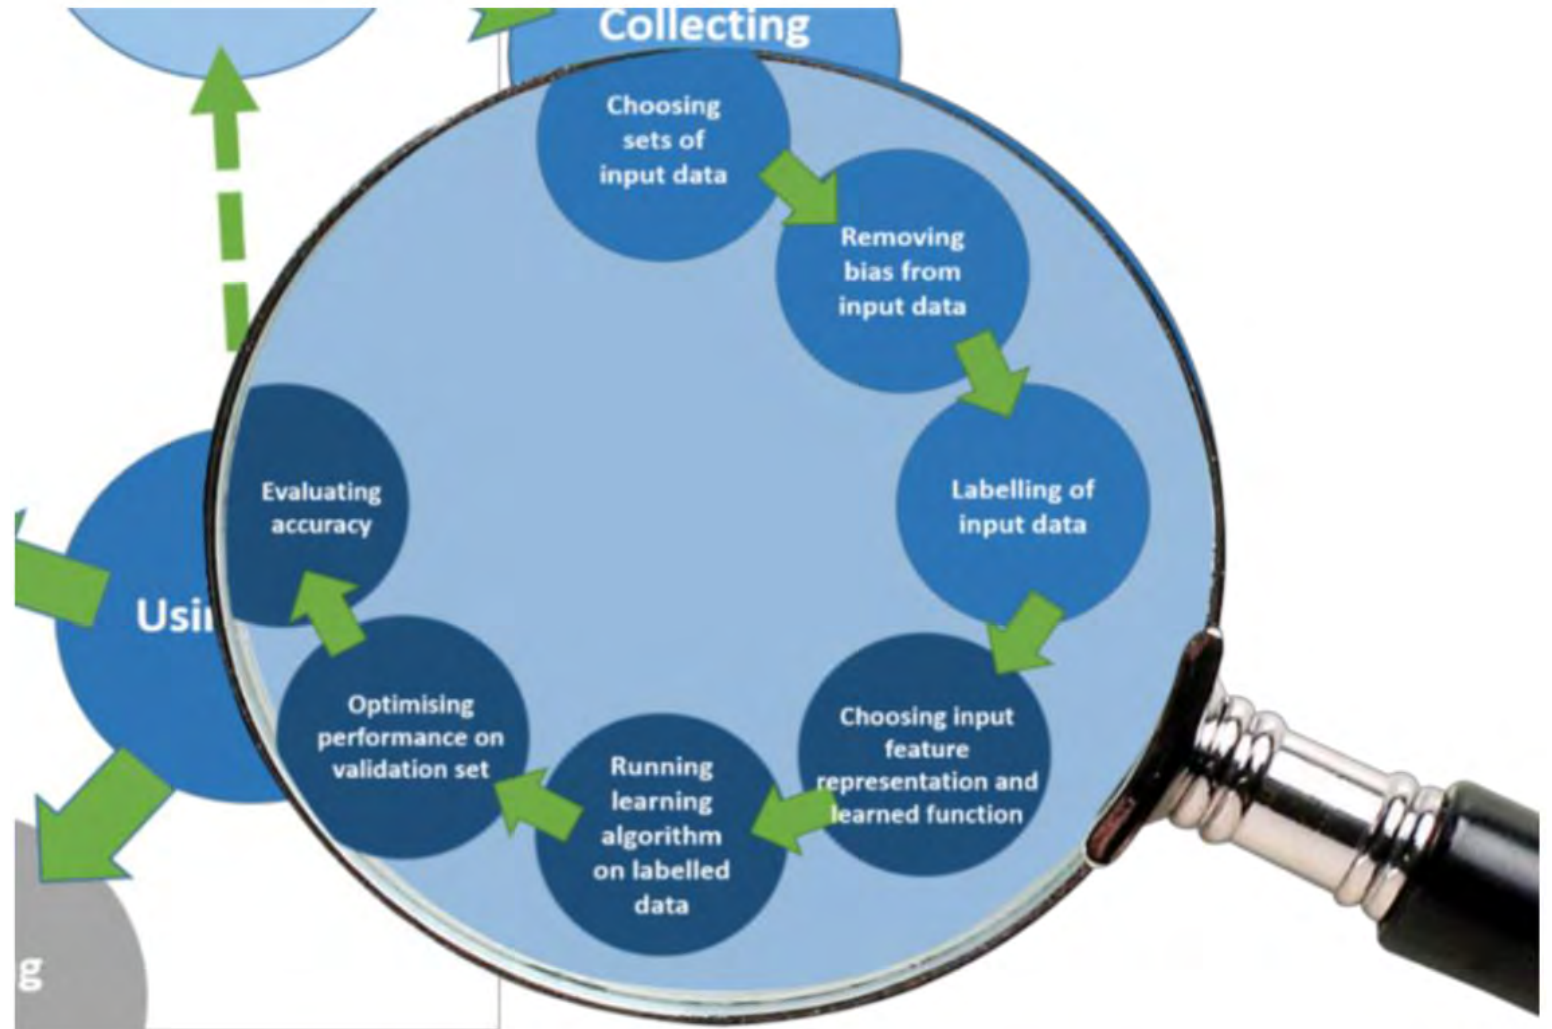 Collecting
Choosing
sets of
input data
Removing
bias from
input data
Labelling of
input data
Choosing input
feature
representation and
learned function
Running
learning
algorithm
on labelled
data
Optimising
performance on
validation set
Evaluating
accuracy
Usi
g